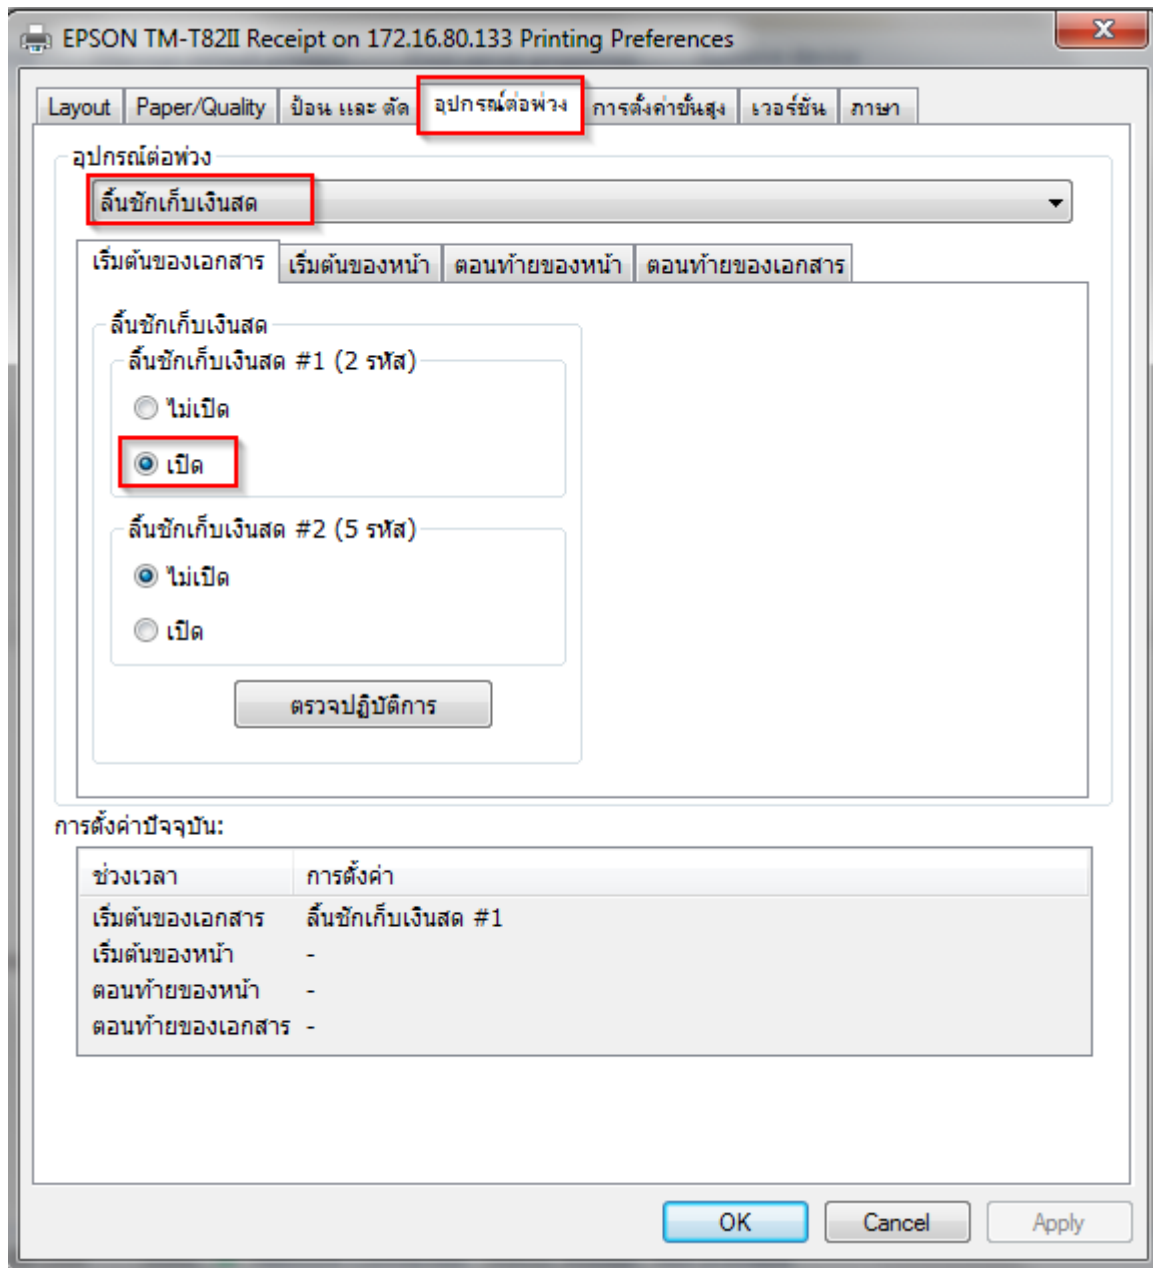 EPSON TM-T82II Receipt on 172.16.80.133 Printing Preferences
Layout Paper/Quality ป้อน และ ตัด อุปกรณ์ต่อพ่วง การตั้งค่าขั้นสูง เวอร์ชั่น ภาษา
อุปกรณ์ต่อพ่วง
ลิ้นชักเก็บเงินสด
เริ่มต้นของเอกสาร เริ่มต้นของหน้า ตอนท้ายของหน้า ตอนท้ายของเอกสาร
ลิ้นชักเก็บเงินสด
ลิ้นชักเก็บเงินสด #1 (2 รหัส)
ไม่เปิด
เปิด
ลิ้นชักเก็บเงินสด #2 (5 รหัส)
ไม่เปิด
เปิด
ตรวจปฏิบัติการ
การตั้งค่าปัจจุบัน:
ช่วงเวลา การตั้งค่า
เริ่มต้นของเอกสาร ลิ้นชักเก็บเงินสด #1
เริ่มต้นของหน้า -
ตอนท้ายของหน้า -
ตอนท้ายของเอกสาร -
OK Cancel Apply